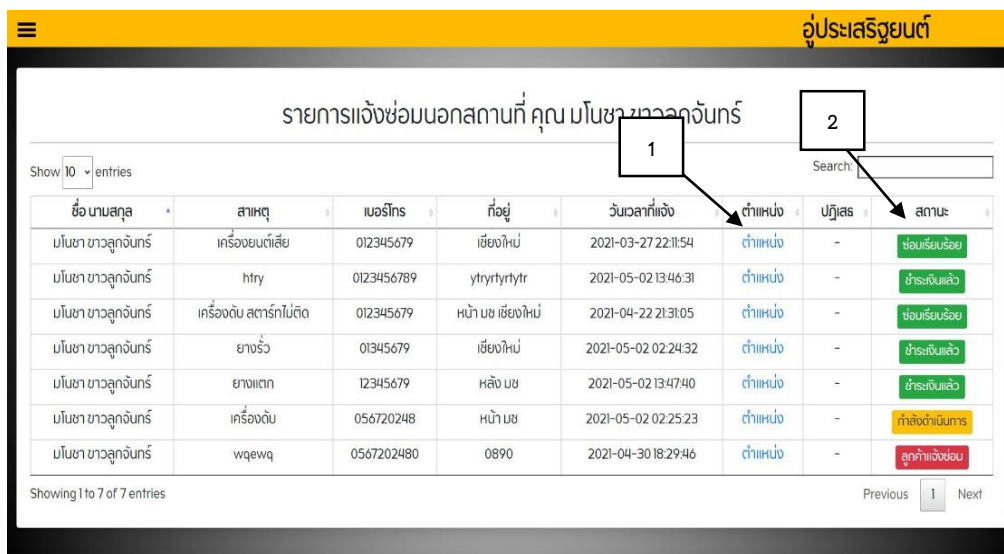 อู่ประเสริฐยนต์
รายการแจ้งซ่อมนอกสถานที่ คุณ มโนชา ขาวลูกจันทร์
1
2
Show 10 entries
Search:
ชื่อ นามสกุล สาเหตุ เบอร์โทร ที่อยู่ วันเวลาที่แจ้ง ตำแหน่ง ปฏิเสธ สถานะ
มโนชา ขาวลูกจันทร์ เครื่องยนต์เสีย 012345679 เชียงใหม่ 2021-03-27 22:11:54 ตำแหน่ง - ซ่อมเรียบร้อย
มโนชา ขาวลูกจันทร์ htry 0123456789 ytryrtyrtytr 2021-05-02 13:46:31 ตำแหน่ง - ชำระเงินแล้ว
มโนชา ขาวลูกจันทร์ เครื่องดับ สตาร์ทไม่ติด 012345679 หน้า มช เชียงใหม่ 2021-04-22 21:31:05 ตำแหน่ง - ซ่อมเรียบร้อย
มโนชา ขาวลูกจันทร์ ยางรั่ว 01345679 เชียงใหม่ 2021-05-02 02:24:32 ตำแหน่ง - ชำระเงินแล้ว
มโนชา ขาวลูกจันทร์ ยางแตก 12345679 หลัง มช 2021-05-02 13:47:40 ตำแหน่ง - ชำระเงินแล้ว
มโนชา ขาวลูกจันทร์ เครื่องดับ 056720248 หน้า มช 2021-05-02 02:25:23 ตำแหน่ง - กำลังดำเนินการ
มโนชา ขาวลูกจันทร์ wqewq 0567202480 0890 2021-04-30 18:29:46 ตำแหน่ง - ลูกค้าแจ้งซ่อม
Showing 1 to 7 of 7 entries
Previous 1 Next